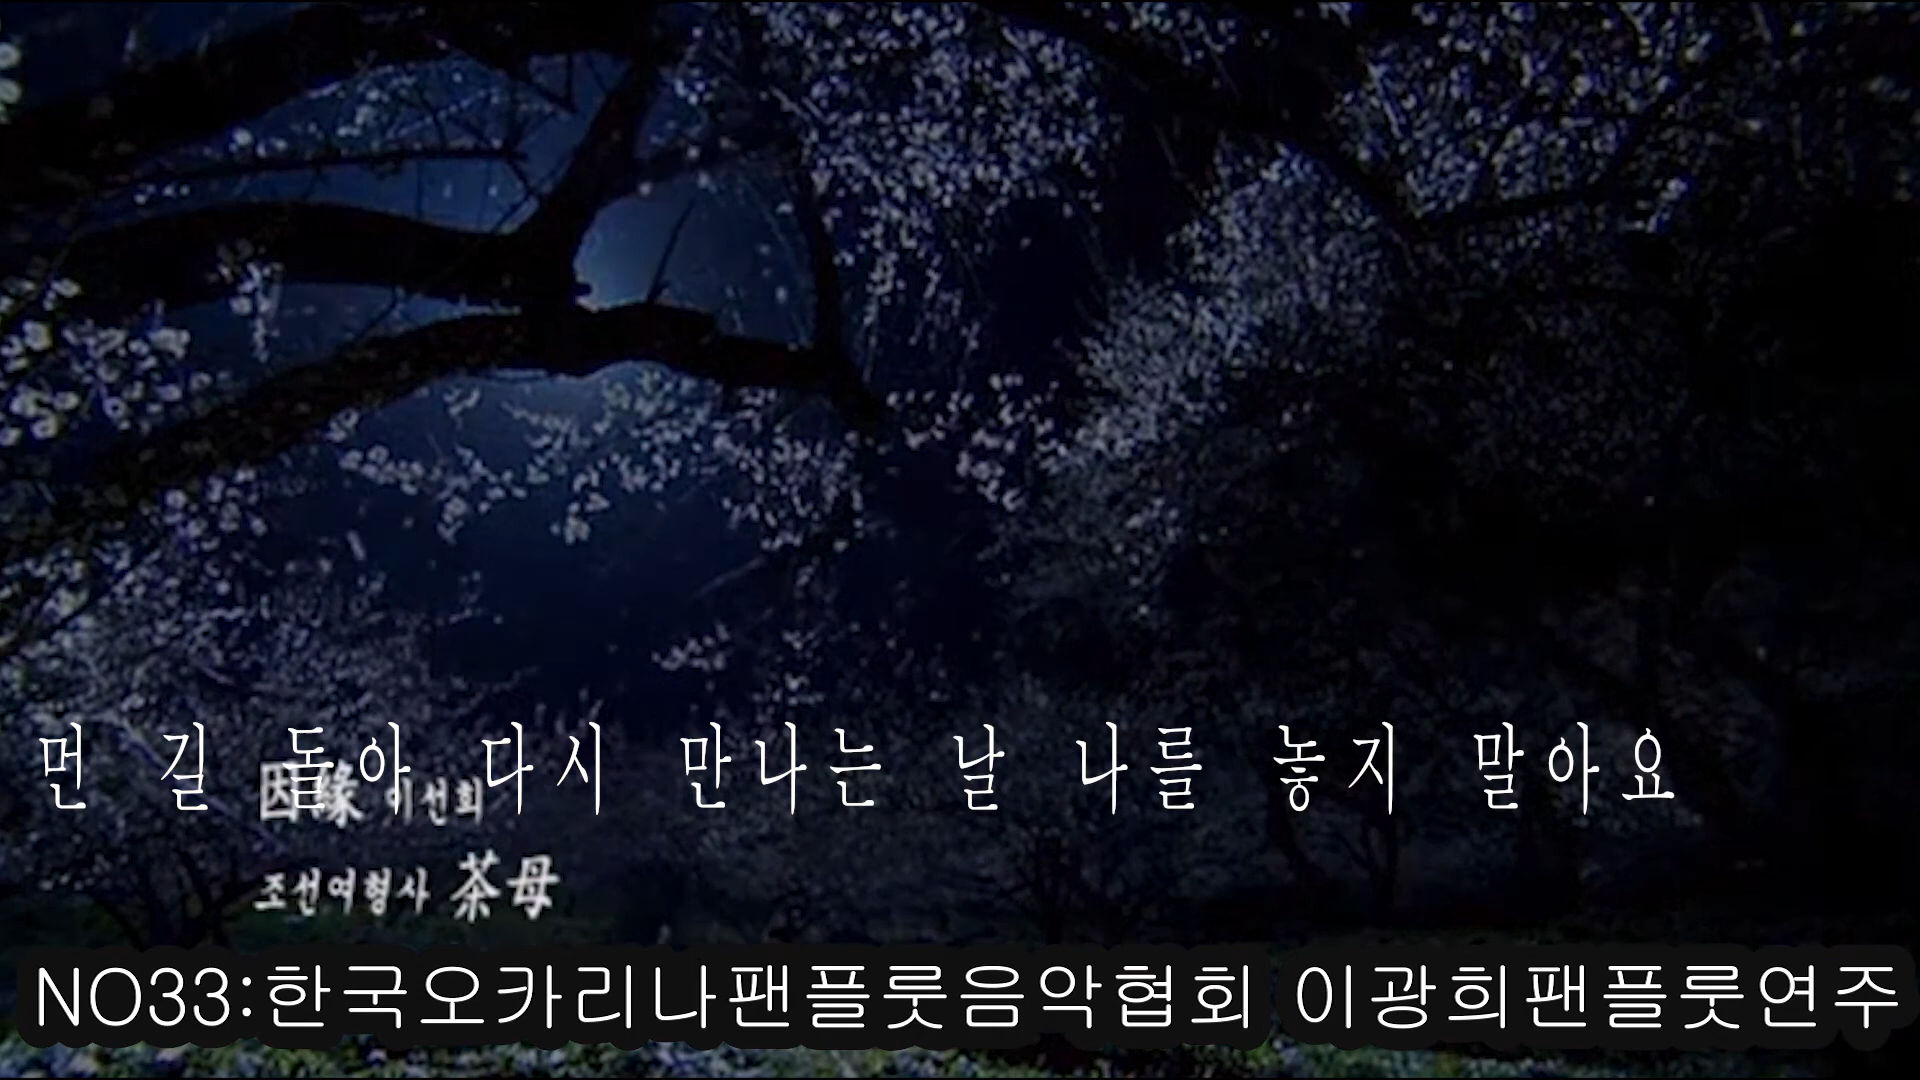 먼 길 돌아 다시 만나는 날 나를 놓지 말아요
因緣 이선희
조선여형사 茶母
NO33:한국오카리나팬플룻음악협회 이광희팬플룻연주